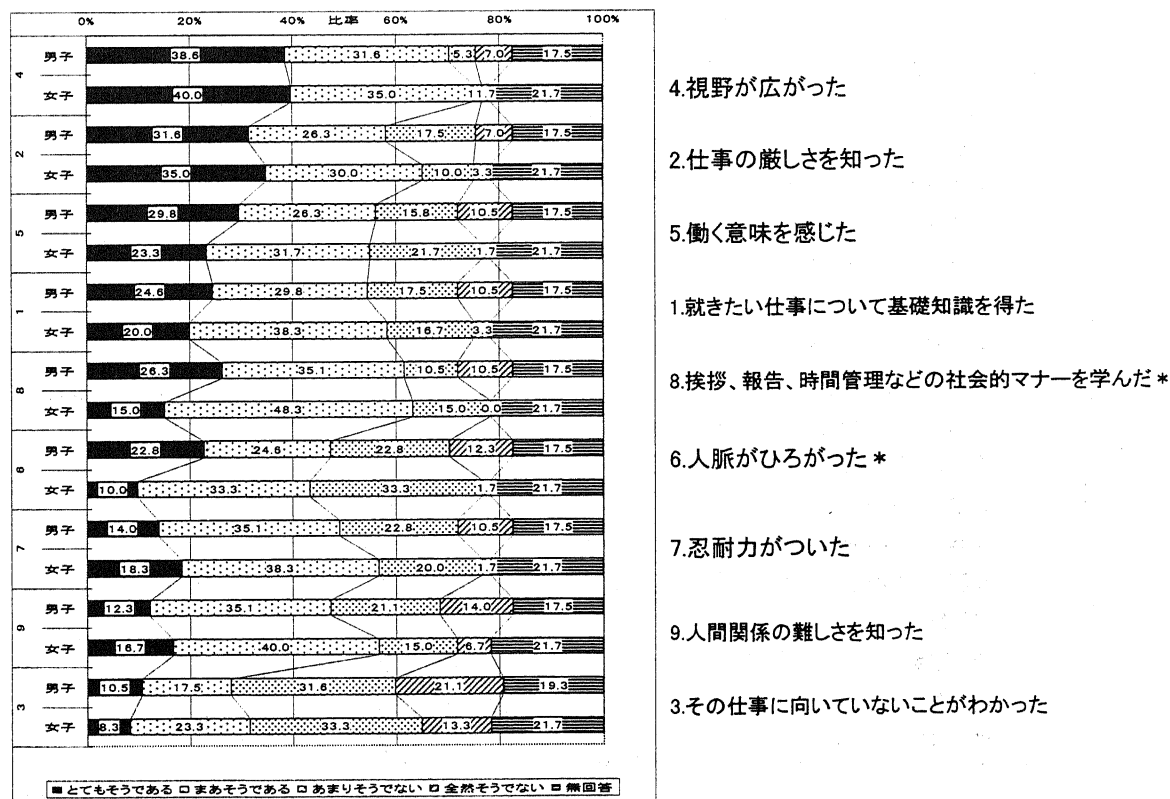 0% 20% 40% 比率 60% 80% 100%
4 男子 38.6 31.6 5.3 7.0 17.5
女子 40.0 35.0 1.7 1.7 21.7
4.視野が広がった
2 男子 31.6 26.3 17.5 7.0 17.5
女子 35.0 30.0 10.0 3.3 21.7
2.仕事の厳しさを知った
5 男子 29.8 26.3 15.8 10.5 17.5
女子 23.3 31.7 21.7 1.7 21.7
5.働く意味を感じた
1 男子 24.6 29.8 17.5 10.5 17.5
女子 20.0 38.3 16.7 3.3 21.7
1.就きたい仕事について基礎知識を得た
8 男子 26.3 35.1 10.5 10.5 17.5
女子 15.0 48.3 15.0 0.0 21.7
8.挨拶、報告、時間管理などの社会的マナーを学んだ*
6 男子 22.8 24.6 22.8 12.3 17.5
女子 10.0 33.3 33.3 1.7 21.7
6.人脈がひろがった*
7 男子 14.0 35.1 22.8 10.5 17.5
女子 18.3 38.3 20.0 1.7 21.7
7.忍耐力がついた
9 男子 12.3 35.1 21.1 14.0 17.5
女子 16.7 40.0 15.0 6.7 21.7
9.人間関係の難しさを知った
3 男子 10.5 17.5 31.6 21.1 19.3
女子 8.3 23.3 33.3 13.3 21.7
3.その仕事に向いていないことがわかった
とてもそうである まあそうである あまりそうでない 全然そうでない 無回答